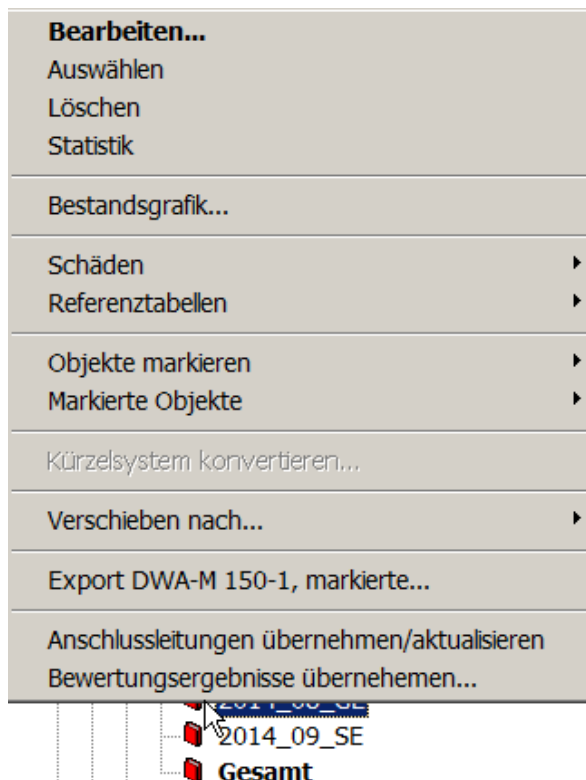 Bearbeiten...
Auswählen
Löschen
Statistik
Bestandsgrafik...
Schäden
Referenztabellen
Objekte markieren
Markierte Objekte
Kürzelsystem konvertieren...
Verschieben nach...
Export DWA-M 150-1, markierte...
Anschlussleitungen übernehmen/aktualisieren
Bewertungsergebnisse übernehemen...
2014_09_SE
Gesamt